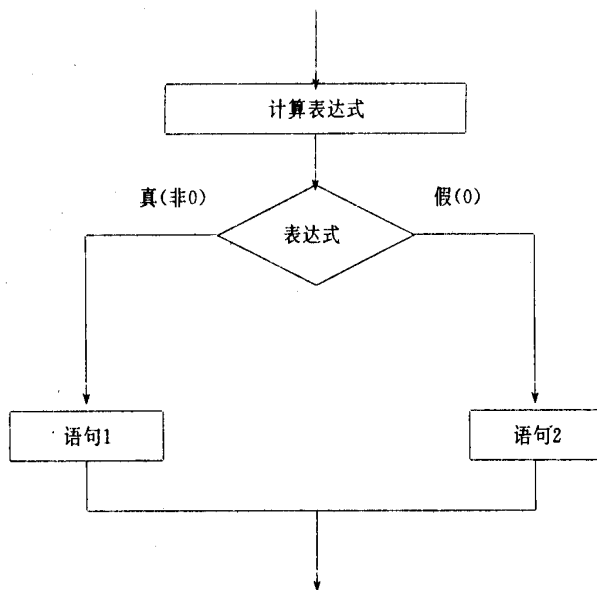 计算表达式
真(非0)
假(0)
表达式
语句1
语句2